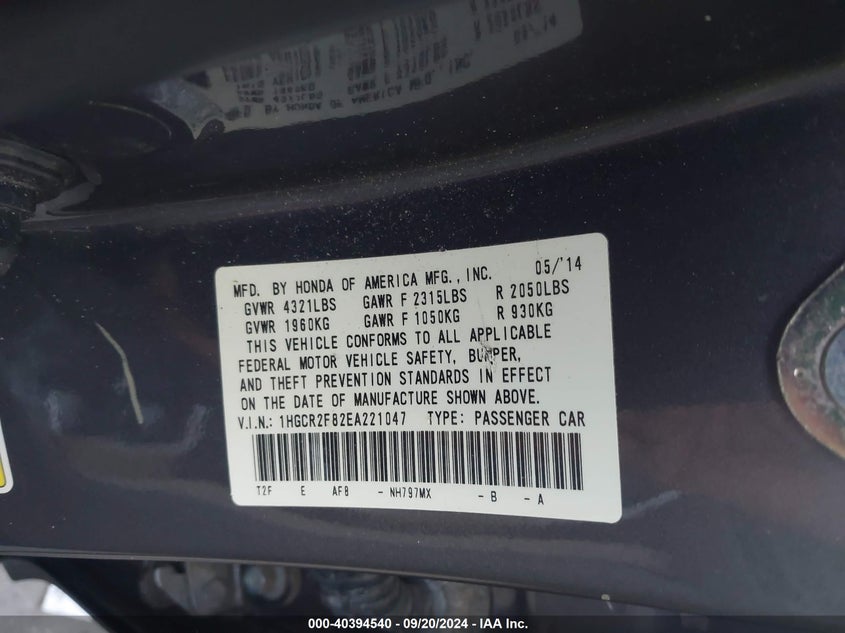 MFD. BY HONDA OF AMERICA MFG., INC. 05/'14
GVWR 4321LBS GAWR F 2315LBS R 2050LBS
GVWR 1960KG GAWR F 1050KG R 930KG
THIS VEHICLE CONFORMS TO ALL APPLICABLE
FEDERAL MOTOR VEHICLE SAFETY, BUMPER,
AND THEFT PREVENTION STANDARDS IN EFFECT
ON THE DATE OF MANUFACTURE SHOWN ABOVE.
V.I.N.: 1HGCR2F82EA221047 TYPE: PASSENGER CAR
T2F E AF8 - NH797MX - B - A
000-40394540 - 09/20/2024 - IAA Inc.